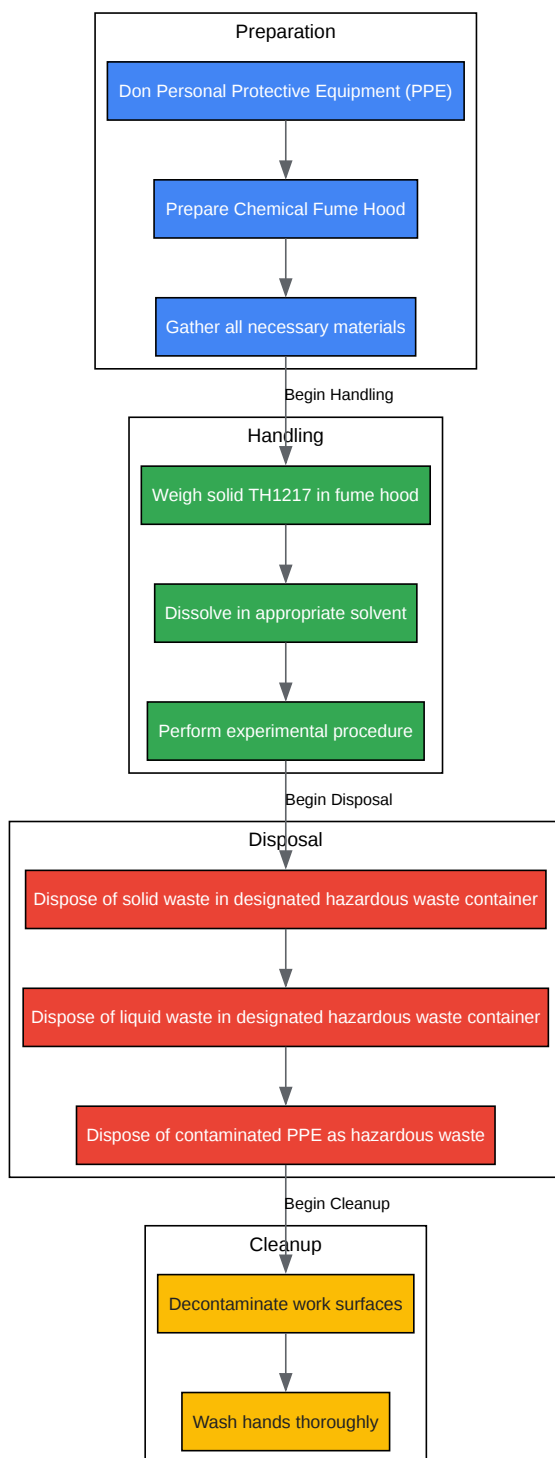 Preparation
Don Personal Protective Equipment (PPE)
Prepare Chemical Fume Hood
Gather all necessary materials
Begin Handling
Handling
Weigh solid TH1217 in fume hood
Dissolve in appropriate solvent
Perform experimental procedure
Begin Disposal
Disposal
Dispose of solid waste in designated hazardous waste container
Dispose of liquid waste in designated hazardous waste container
Dispose of contaminated PPE as hazardous waste
Begin Cleanup
Cleanup
Decontaminate work surfaces
Wash hands thoroughly